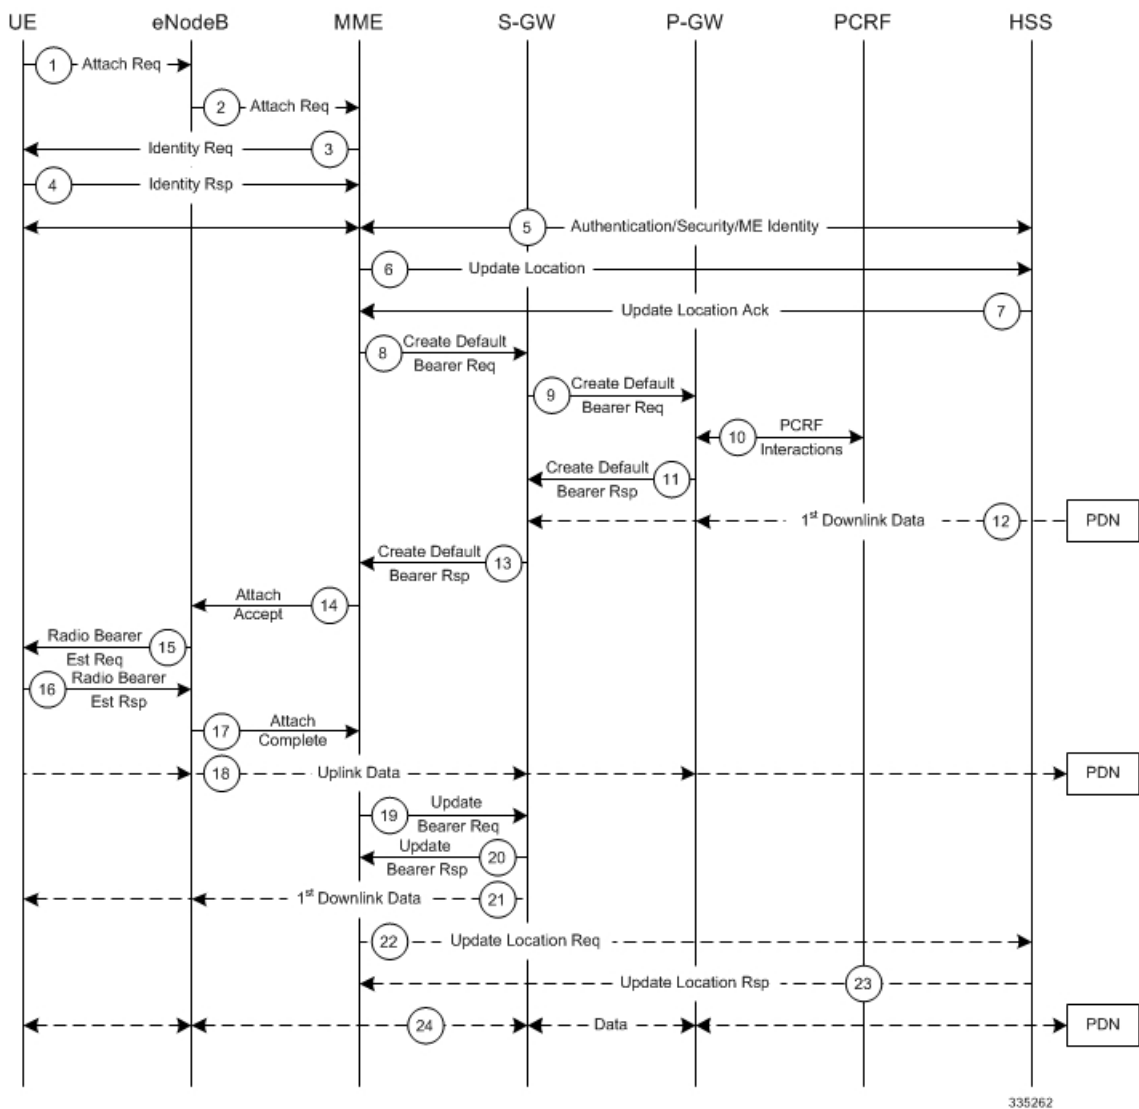 UE eNodeB MME S-GW P-GW PCRF HSS
1 Attach Req
2 Attach Req
Identity Req 3
4 Identity Rsp
5 Authentication/Security/ME Identity
6 Update Location
Update Location Ack 7
8 Create Default
Bearer Req
9 Create Default
Bearer Req
10 PCRF
Interactions
Create Default 11
Bearer Rsp
1st Downlink Data 12 PDN
Create Default 13
Bearer Rsp
Attach 14
Accept
Radio Bearer 15
Est Req
16 Radio Bearer
Est Rsp
17 Attach
Complete
18 Uplink Data PDN
19 Update
Bearer Req
Update 20
Bearer Rsp
1st Downlink Data 21
22 Update Location Req
Update Location Rsp 23
24 Data PDN
335262